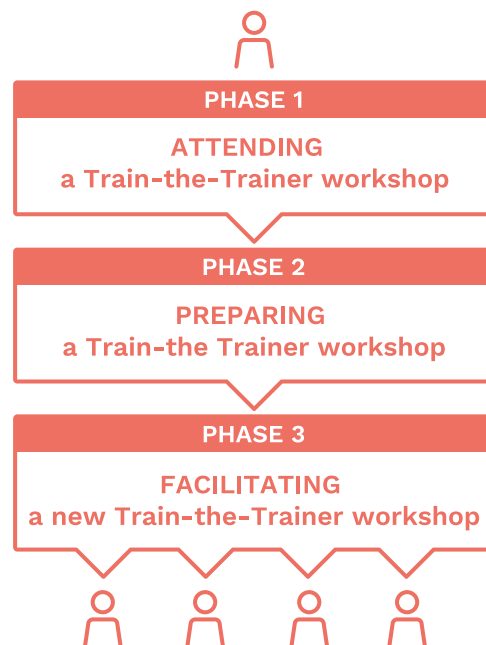 PHASE 1
ATTENDING
a Train-the-Trainer workshop
PHASE 2
PREPARING
a Train-the Trainer workshop
PHASE 3
FACILITATING
a new Train-the-Trainer workshop